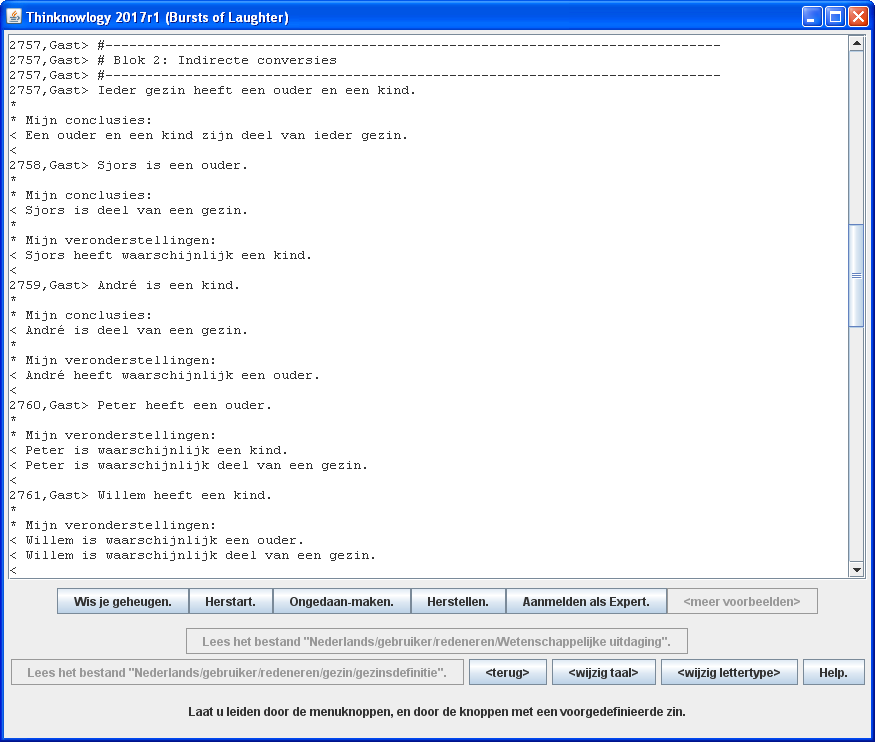 Thinknowlogy 2017r1 (Bursts of Laughter)
2757,Gast> #-----------------------------------------------------------------------------
2757,Gast> # Blok 2: Indirecte conversies
2757,Gast> #-----------------------------------------------------------------------------
2757,Gast> Ieder gezin heeft een ouder en een kind.
*
* Mijn conclusies:
< Een ouder en een kind zijn deel van ieder gezin.
<
2758,Gast> Sjors is een ouder.
*
* Mijn conclusies:
< Sjors is deel van een gezin.
*
* Mijn veronderstellingen:
< Sjors heeft waarschijnlijk een kind.
<
2759,Gast> André is een kind.
*
* Mijn conclusies:
< André is deel van een gezin.
*
* Mijn veronderstellingen:
< André heeft waarschijnlijk een ouder.
<
2760,Gast> Peter heeft een ouder.
*
* Mijn veronderstellingen:
< Peter is waarschijnlijk een kind.
< Peter is waarschijnlijk deel van een gezin.
<
2761,Gast> Willem heeft een kind.
*
* Mijn veronderstellingen:
< Willem is waarschijnlijk een ouder.
< Willem is waarschijnlijk deel van een gezin.
<
Wis je geheugen. Herstart. Ongedaan-maken. Herstellen. Aanmelden als Expert. <meer voorbeelden>
Lees het bestand "Nederlands/gebruiker/redeneren/Wetenschappelijke uitdaging".
Lees het bestand "Nederlands/gebruiker/redeneren/gezin/gezinsdefinitie". <terug> <wijzig taal> <wijzig lettertype> Help.
Laat u leiden door de menuknoppen, en door de knoppen met een voorgedefinieerde zin.